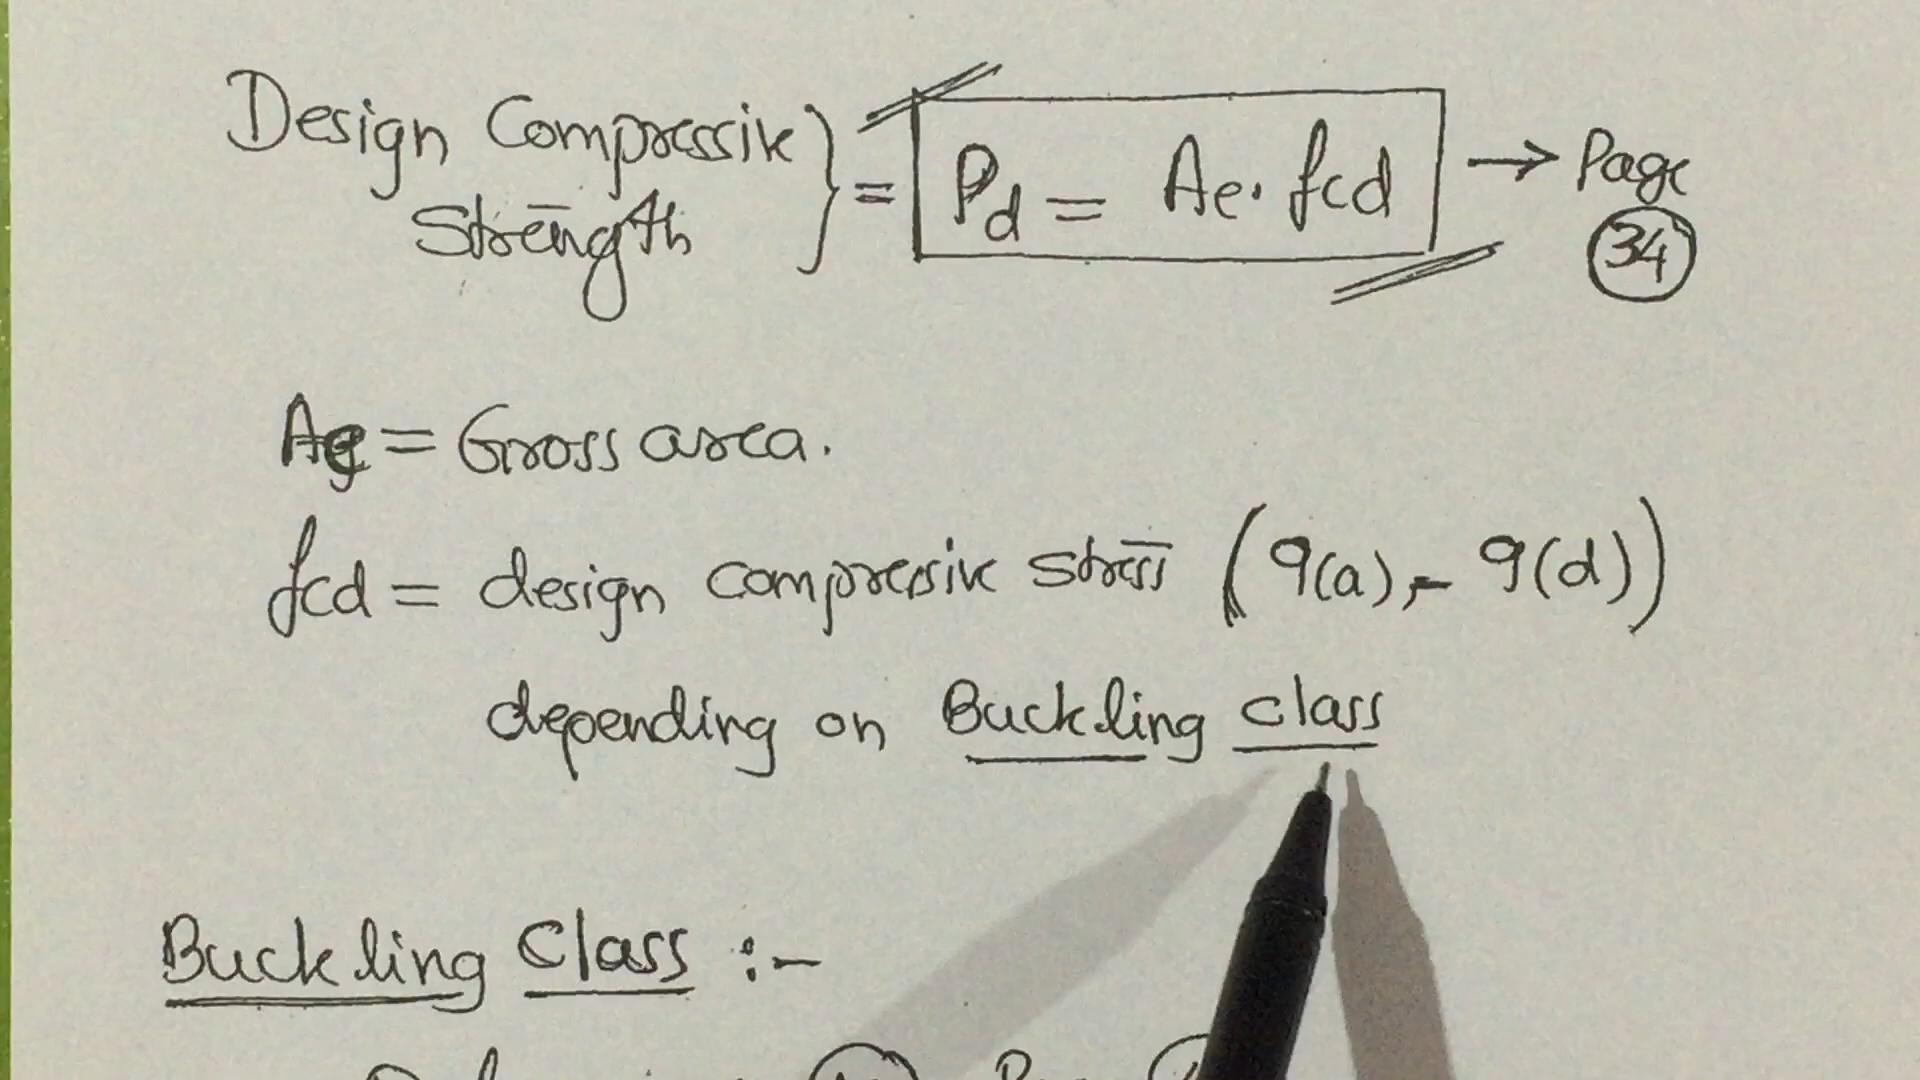 Design Compressive } = Pd = Ae. fcd → Page
Strength 34
Ae = Gross area.
fcd = design compressive stress (9(a), - 9(d))
depending on Buckling class
Buckling Class :-